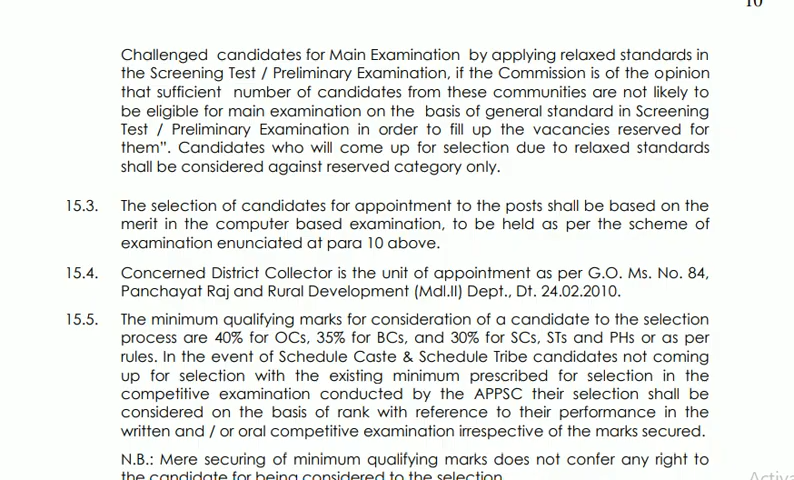 10
Challenged candidates for Main Examination by applying relaxed standards in
the Screening Test / Preliminary Examination, if the Commission is of the opinion
that sufficient number of candidates from these communities are not likely to
be eligible for main examination on the basis of general standard in Screening
Test / Preliminary Examination in order to fill up the vacancies reserved for
them”. Candidates who will come up for selection due to relaxed standards
shall be considered against reserved category only.
15.3. The selection of candidates for appointment to the posts shall be based on the
merit in the computer based examination, to be held as per the scheme of
examination enunciated at para 10 above.
15.4. Concerned District Collector is the unit of appointment as per G.O. Ms. No. 84,
Panchayat Raj and Rural Development (Mdl.II) Dept., Dt. 24.02.2010.
15.5. The minimum qualifying marks for consideration of a candidate to the selection
process are 40% for OCs, 35% for BCs, and 30% for SCs, STs and PHs or as per
rules. In the event of Schedule Caste & Schedule Tribe candidates not coming
up for selection with the existing minimum prescribed for selection in the
competitive examination conducted by the APPSC their selection shall be
considered on the basis of rank with reference to their performance in the
written and / or oral competitive examination irrespective of the marks secured.
N.B.: Mere securing of minimum qualifying marks does not confer any right to
the candidate for being considered to the selection